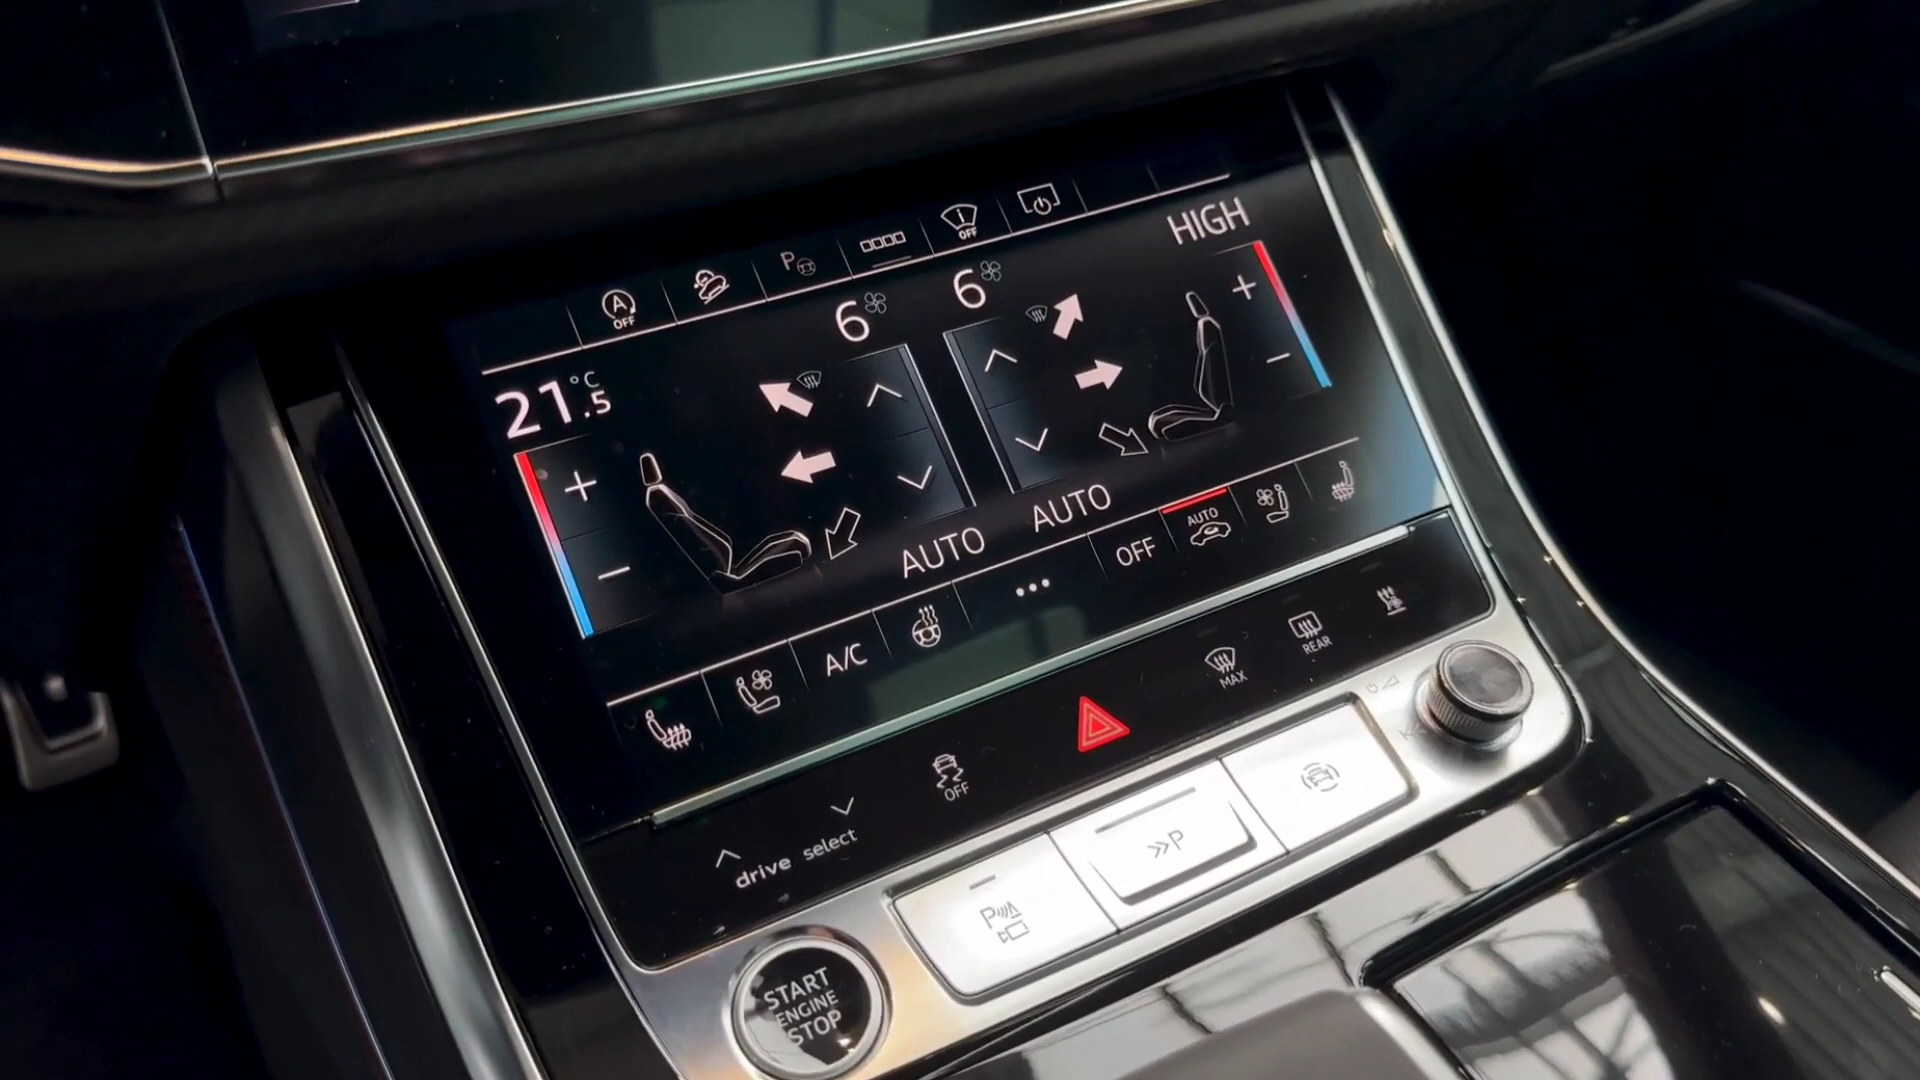 HIGH
A
OFF
P
OFF
6
6
21.5 °C
AUTO
AUTO
OFF
AUTO
A/C
...
REAR
MAX
OFF
drive select
P
P
START
ENGINE
STOP